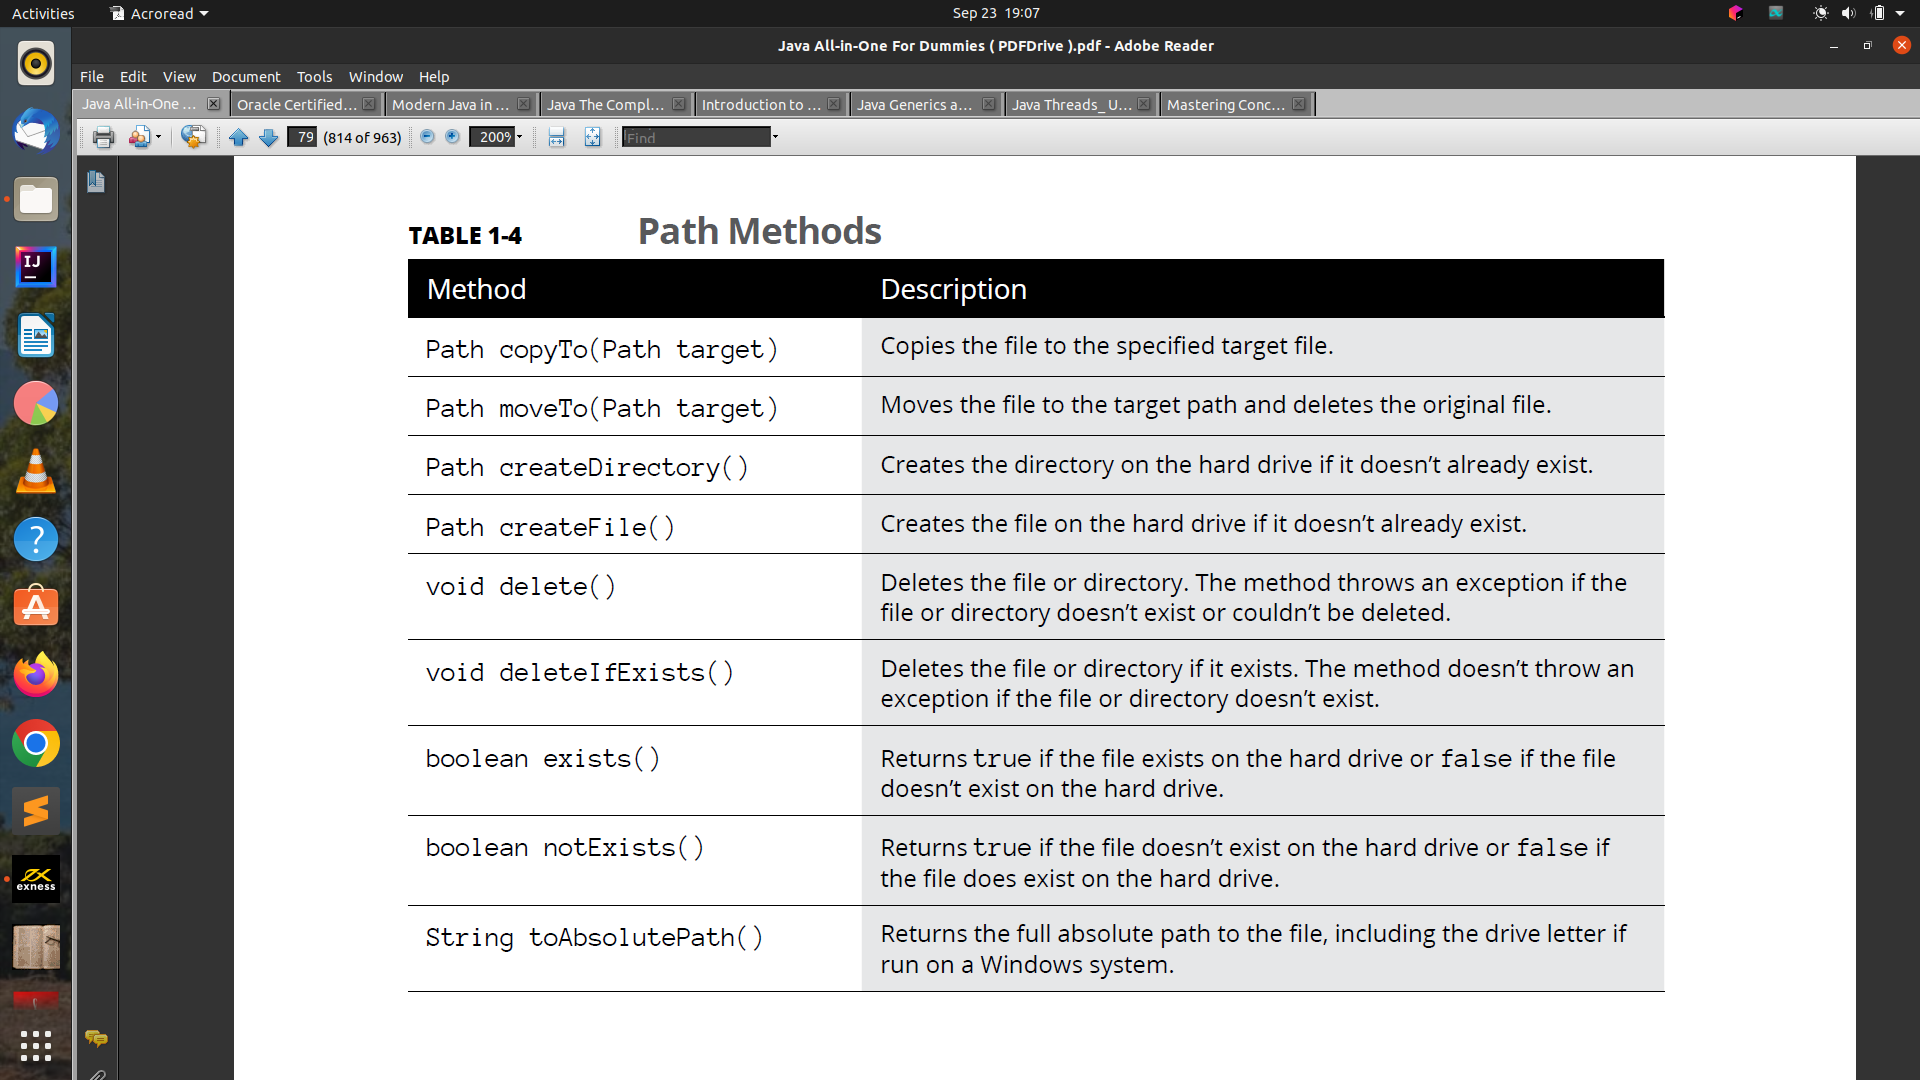 Activities
Acroread
Sep 23 19:07
Java All-in-One For Dummies ( PDFDrive ).pdf - Adobe Reader
File Edit View Document Tools Window Help
Java All-in-One ...
Oracle Certified...
Modern Java in ...
Java The Compl...
Introduction to ...
Java Generics a...
Java Threads_ U...
Mastering Conc...
79 (814 of 963) 200% Find
TABLE 1-4 Path Methods
Method Description
Path copyTo(Path target) Copies the file to the specified target file.
Path moveTo(Path target) Moves the file to the target path and deletes the original file.
Path createDirectory() Creates the directory on the hard drive if it doesn’t already exist.
Path createFile() Creates the file on the hard drive if it doesn’t already exist.
void delete() Deletes the file or directory. The method throws an exception if the
file or directory doesn’t exist or couldn’t be deleted.
void deleteIfExists() Deletes the file or directory if it exists. The method doesn’t throw an
exception if the file or directory doesn’t exist.
boolean exists() Returns true if the file exists on the hard drive or false if the file
doesn’t exist on the hard drive.
boolean notExists() Returns true if the file doesn’t exist on the hard drive or false if
the file does exist on the hard drive.
String toAbsolutePath() Returns the full absolute path to the file, including the drive letter if
run on a Windows system.
IJ
exness